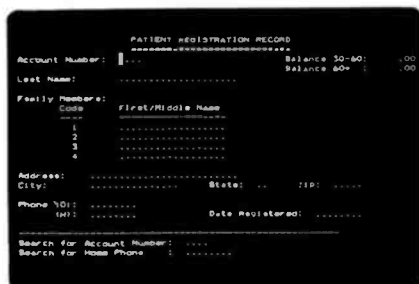 PATIENT REGISTRATION RECORD
Account Number: .... Balance 30-60: .00
Balance 60+ : .00
Last Name: ....................
Family Members:
Code First/Middle Name
1 ...............
2 ...............
3 ...............
4 ...............
Address: .........................
City: ............... State: .. ZIP: .....
Phone (H): ........
(W): ........ Date Registered: ........
Search for Account Number: ....
Search for Home Phone : ........